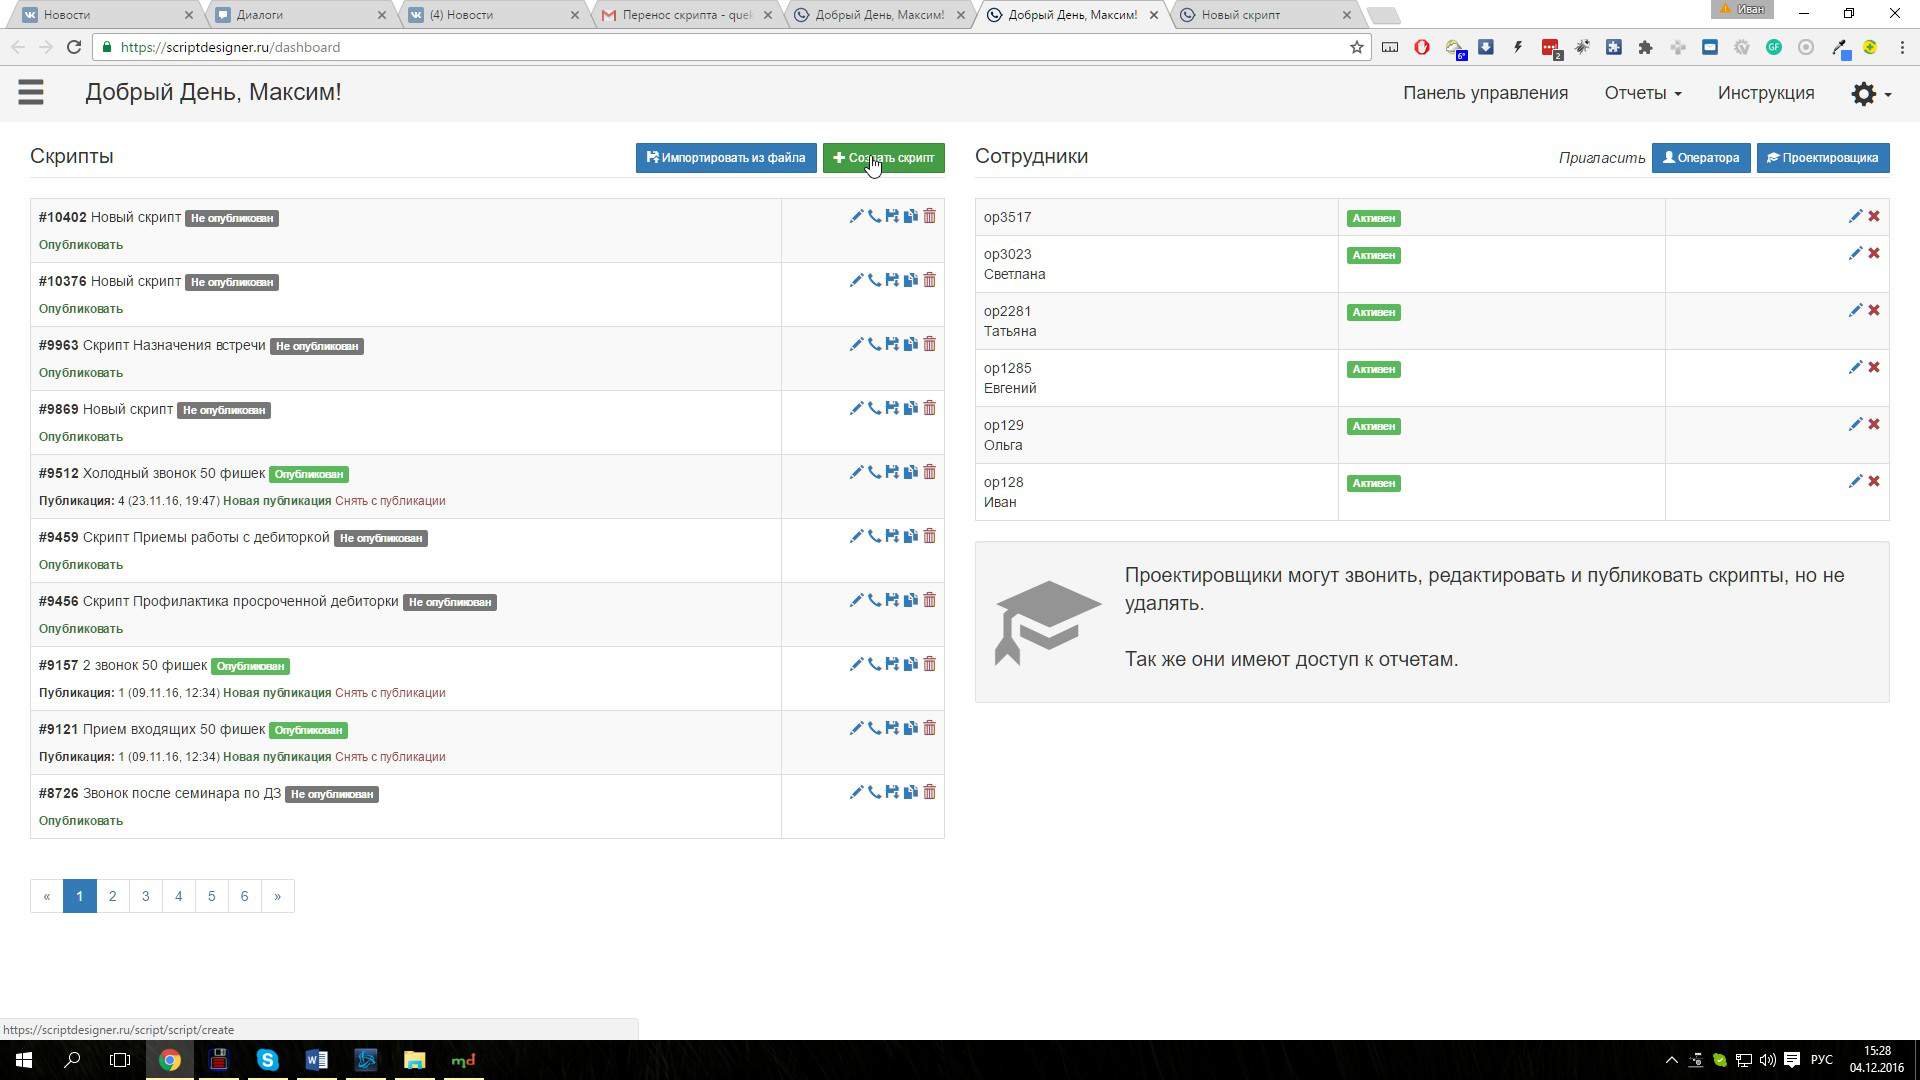 Новости
Диалоги
(4) Новости
Перенос скрипта - quek
Добрый День, Максим!
Добрый День, Максим!
Новый скрипт
Иван
https://scriptdesigner.ru/dashboard
6°
2
GF
Добрый День, Максим!
Панель управления
Отчеты
Инструкция
Скрипты
Импортировать из файла
Создать скрипт
#10402 Новый скрипт Не опубликован
Опубликовать
#10376 Новый скрипт Не опубликован
Опубликовать
#9963 Скрипт Назначения встречи Не опубликован
Опубликовать
#9869 Новый скрипт Не опубликован
Опубликовать
#9512 Холодный звонок 50 фишек Опубликован
Публикация: 4 (23.11.16, 19:47) Новая публикация Снять с публикации
#9459 Скрипт Приемы работы с дебиторкой Не опубликован
Опубликовать
#9456 Скрипт Профилактика просроченной дебиторки Не опубликован
Опубликовать
#9157 2 звонок 50 фишек Опубликован
Публикация: 1 (09.11.16, 12:34) Новая публикация Снять с публикации
#9121 Прием входящих 50 фишек Опубликован
Публикация: 1 (09.11.16, 12:34) Новая публикация Снять с публикации
#8726 Звонок после семинара по ДЗ Не опубликован
Опубликовать
« 1 2 3 4 5 6 »
Сотрудники
Пригласить
Оператора
Проектировщика
op3517 Активен
op3023 Активен
Светлана
op2281 Активен
Татьяна
op1285 Активен
Евгений
op129 Активен
Ольга
op128 Активен
Иван
Проектировщики могут звонить, редактировать и публиковать скрипты, но не
удалять.
Так же они имеют доступ к отчетам.
https://scriptdesigner.ru/script/script/create
md
РУС
15:28
04.12.2016